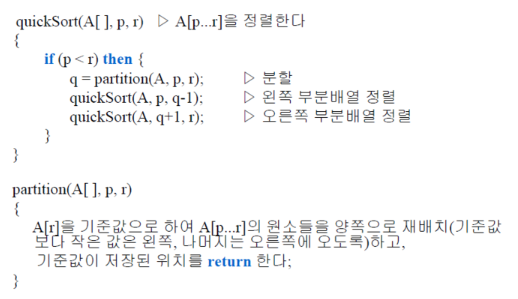 quickSort(A[ ], p, r) ▷ A[p...r]을 정렬한다
{
if (p < r) then {
q = partition(A, p, r); ▷ 분할
quickSort(A, p, q-1); ▷ 왼쪽 부분배열 정렬
quickSort(A, q+1, r); ▷ 오른쪽 부분배열 정렬
}
}
partition(A[ ], p, r)
{
A[r]을 기준값으로 하여 A[p...r]의 원소들을 양쪽으로 재배치(기준값
보다 작은 값은 왼쪽, 나머지는 오른쪽에 오도록)하고,
기준값이 저장된 위치를 return 한다;
}